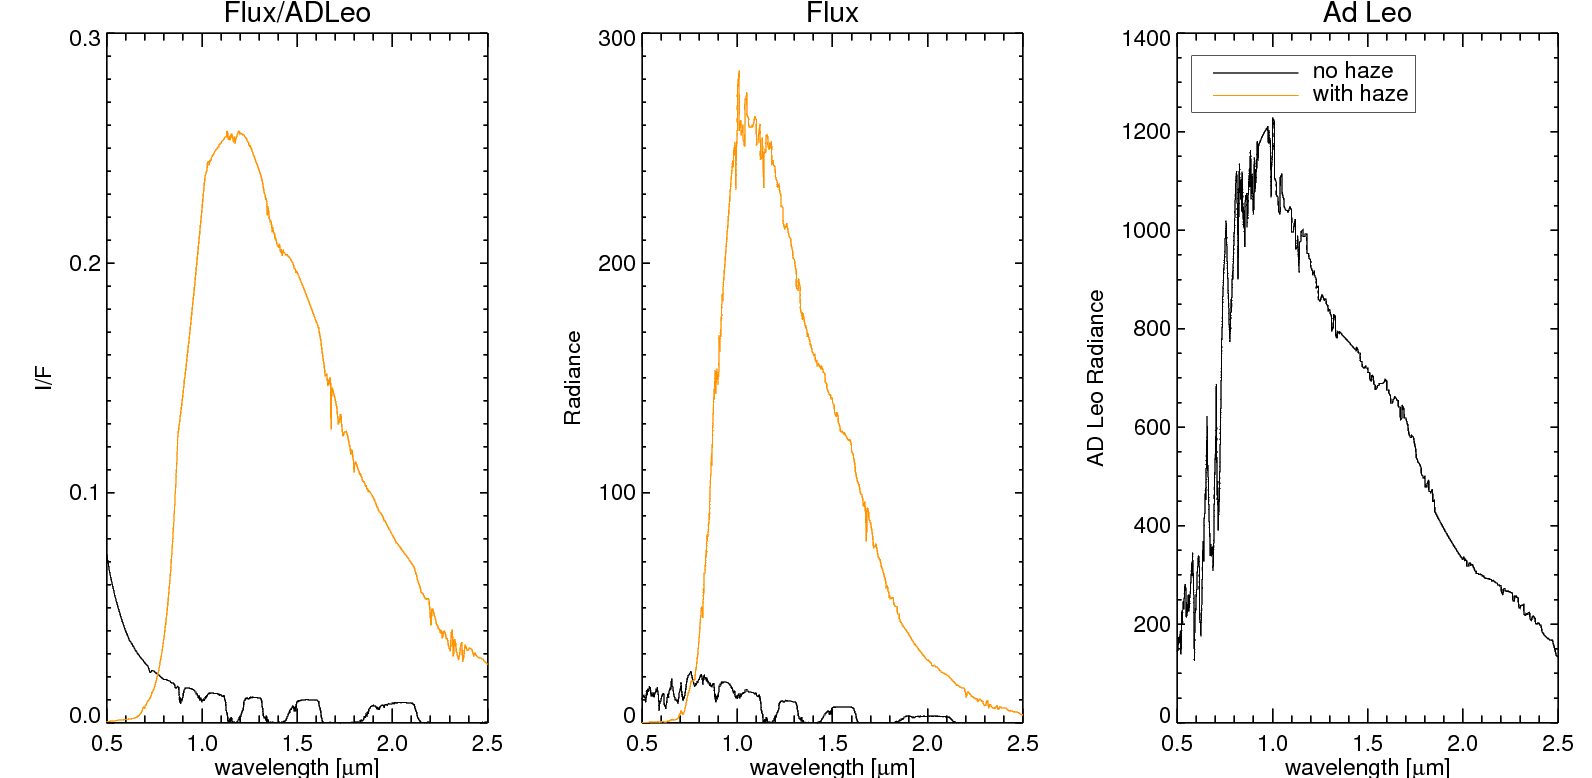 Flux/ADLeo
0.3
0.2
0.1
0.0
I/F
0.5 1.0 1.5 2.0 2.5
wavelength [μm]
Flux
300
200
100
0
Radiance
0.5 1.0 1.5 2.0 2.5
wavelength [μm]
Ad Leo
1400
1200
1000
800
600
400
200
0
AD Leo Radiance
no haze
with haze
0.5 1.0 1.5 2.0 2.5
wavelength [μm]